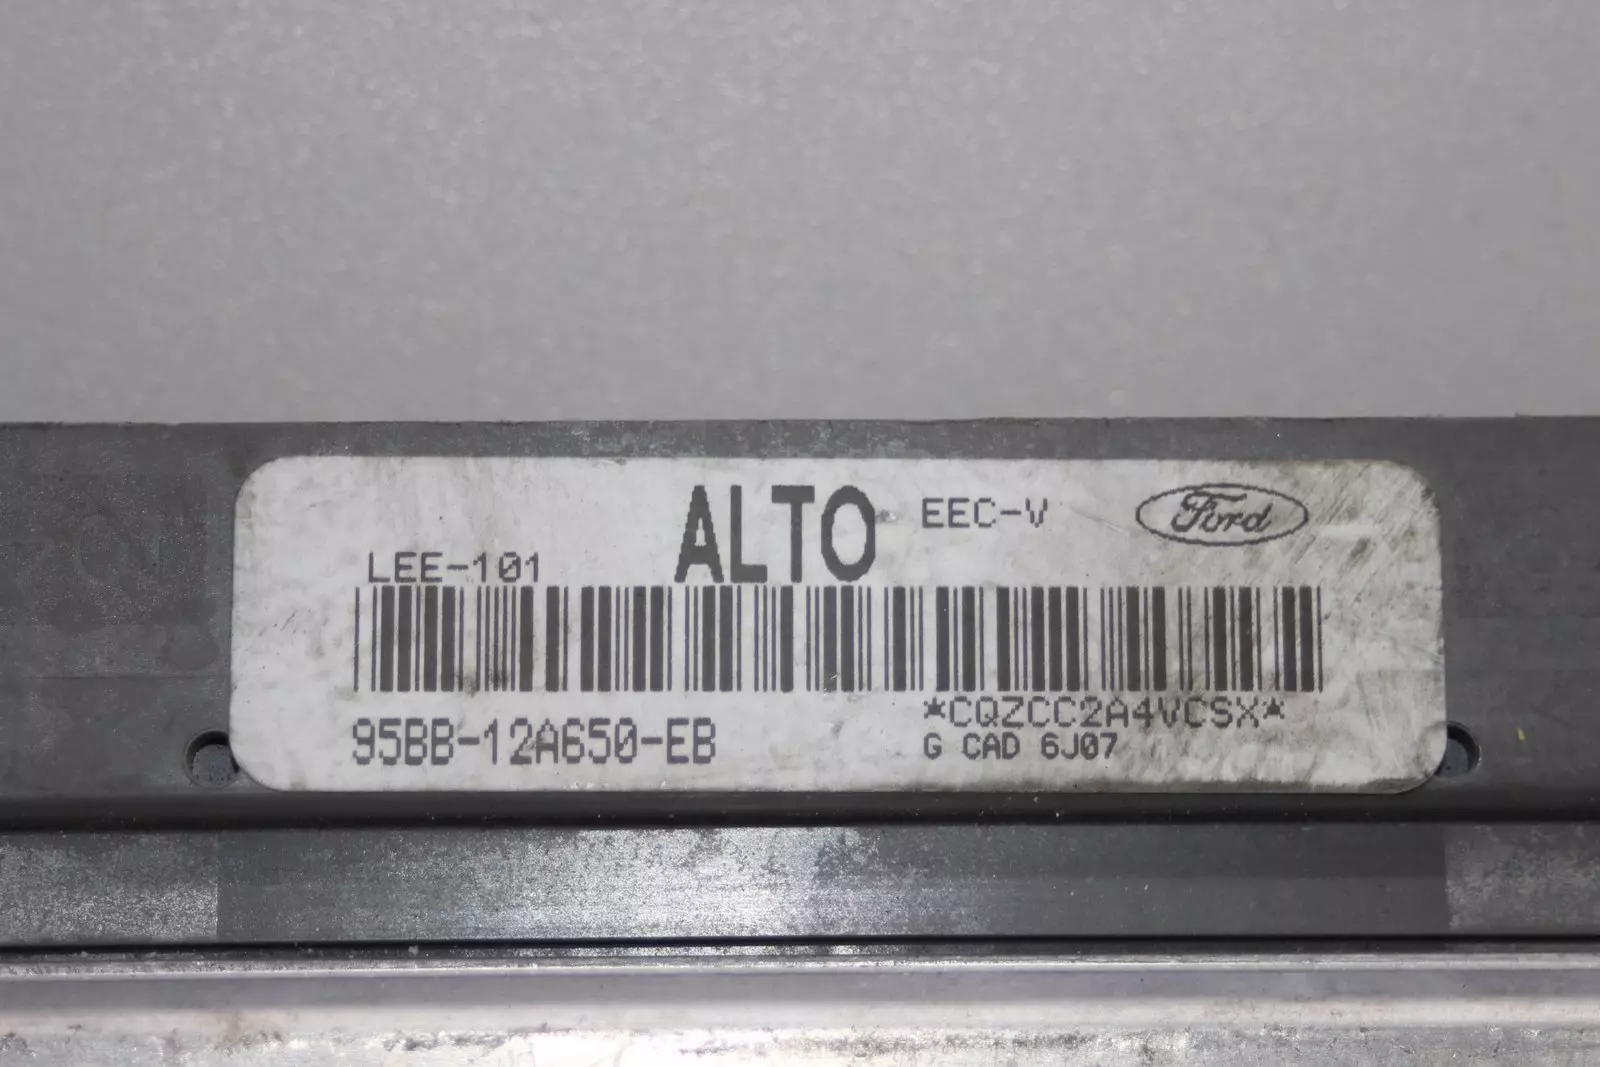 ALTO EEC-V Ford
LEE-101
*CQZCC2A4VCSX*
95BB-12A650-EB
G CAD 6J07